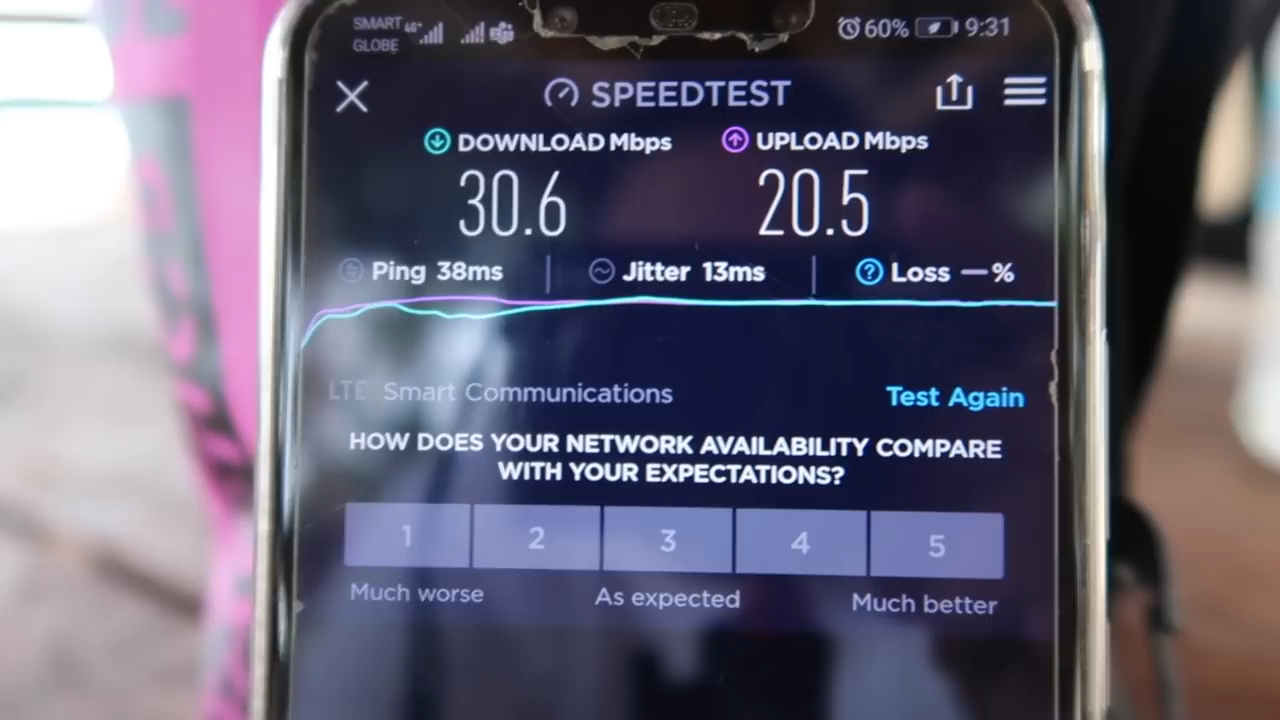 SMART 4G+
GLOBE
60% 9:31
SPEEDTEST
DOWNLOAD Mbps
UPLOAD Mbps
30.6
20.5
Ping 38ms
Jitter 13ms
Loss —%
LTE Smart Communications
Test Again
HOW DOES YOUR NETWORK AVAILABILITY COMPARE
WITH YOUR EXPECTATIONS?
1 2 3 4 5
Much worse
As expected
Much better